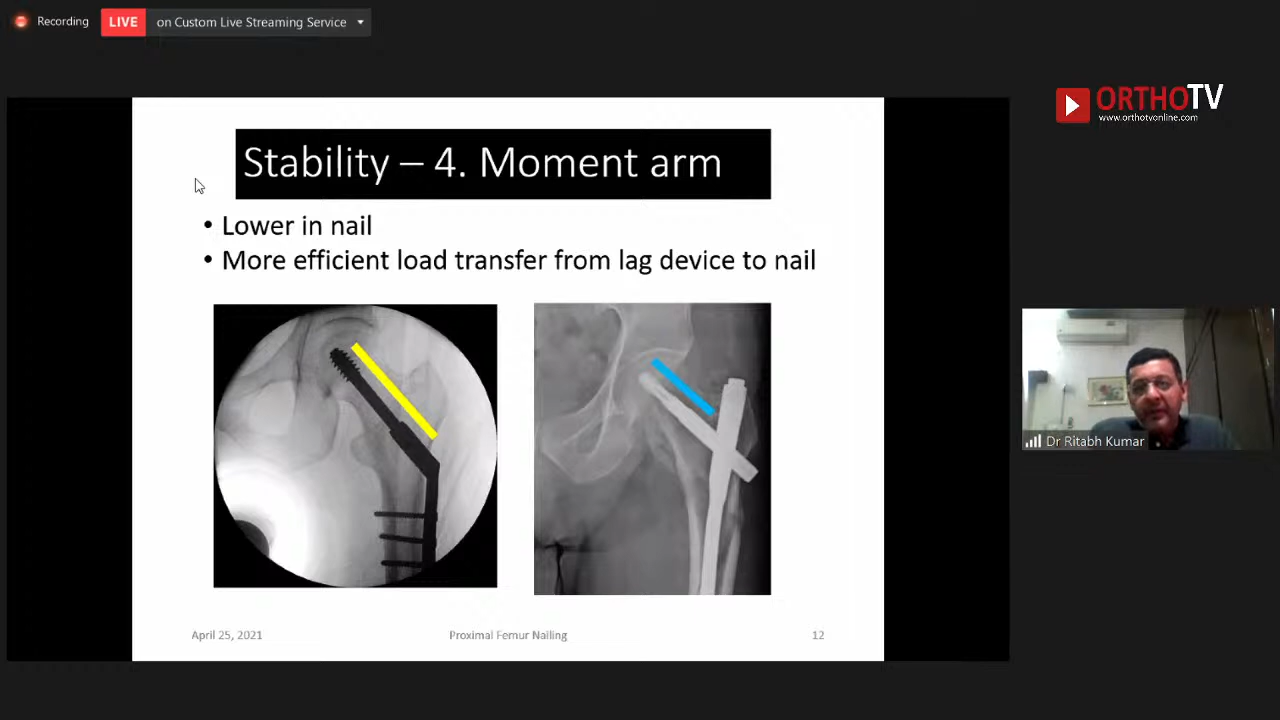 Recording
LIVE on Custom Live Streaming Service
ORTHOTV
www.orthotvonline.com
Stability – 4. Moment arm
• Lower in nail
• More efficient load transfer from lag device to nail
Dr Ritabh Kumar
April 25, 2021
Proximal Femur Nailing
12